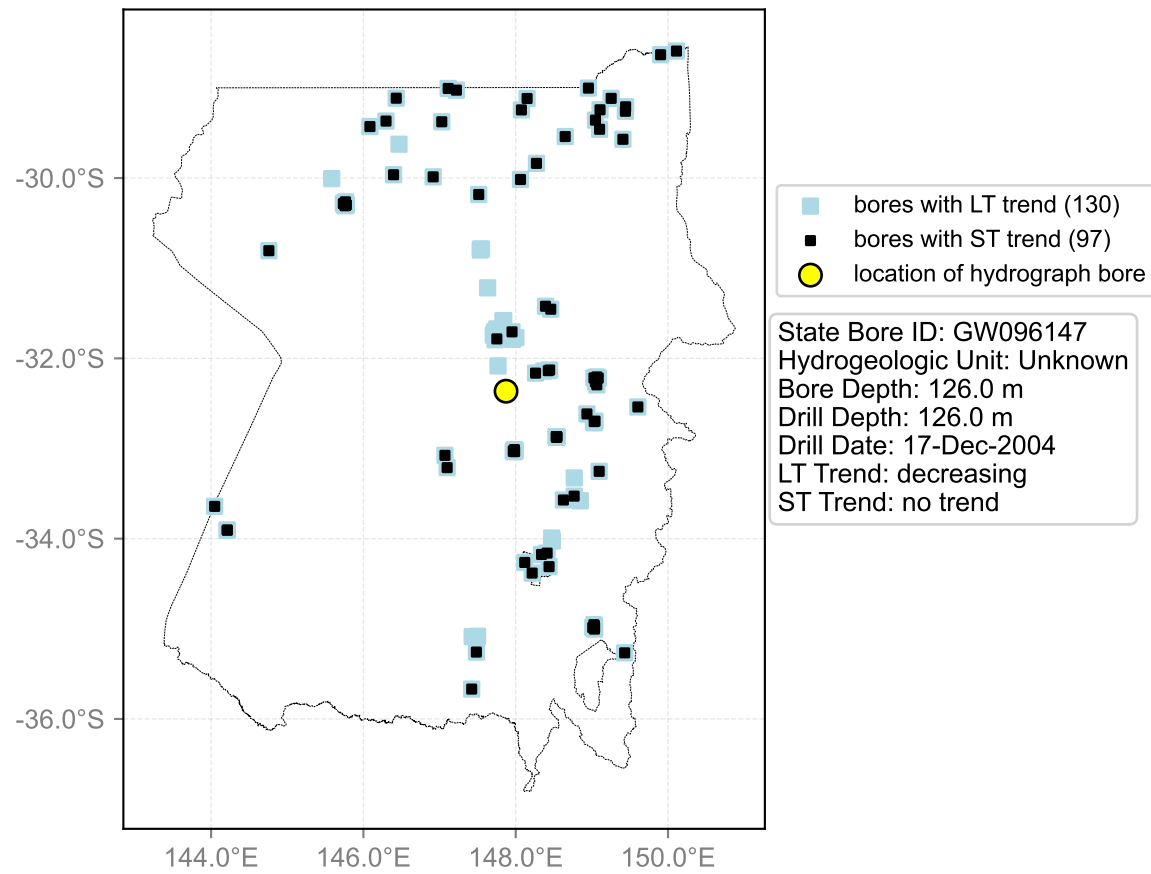 -30.0°S
-32.0°S
-34.0°S
-36.0°S
144.0°E 146.0°E 148.0°E 150.0°E
bores with LT trend (130)
bores with ST trend (97)
location of hydrograph bore
State Bore ID: GW096147
Hydrogeologic Unit: Unknown
Bore Depth: 126.0 m
Drill Depth: 126.0 m
Drill Date: 17-Dec-2004
LT Trend: decreasing
ST Trend: no trend